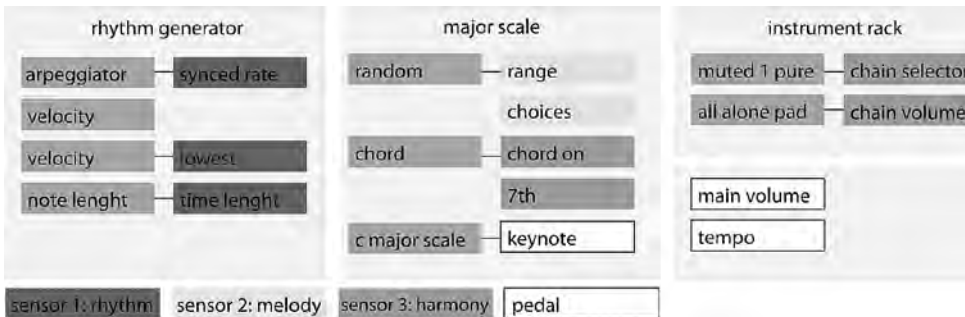 rhythm generator
arpeggiator synced rate
velocity
velocity lowest
note lenght time lenght
major scale
random range
choices
chord chord on
7th
c major scale keynote
instrument rack
muted 1 pure chain selector
all alone pad chain volume
main volume
tempo
sensor 1: rhythm sensor 2: melody sensor 3: harmony pedal